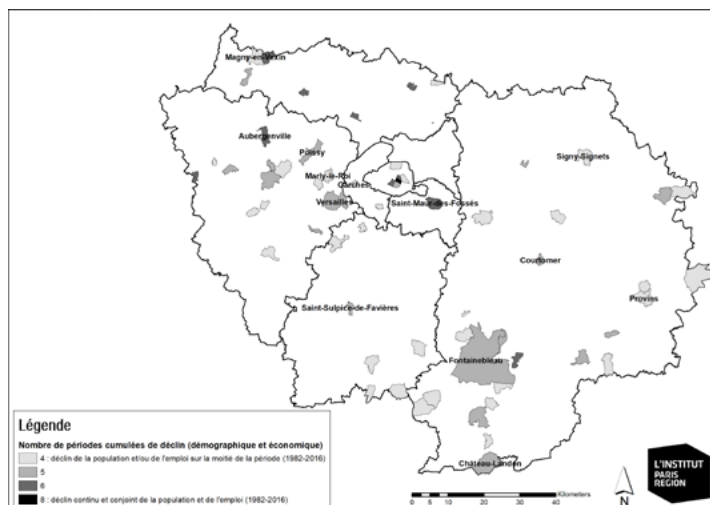 Magny-en-Vexin
Aubergenville
Poissy
Marly-le-Roi
Garches
Versailles
Saint-Maur-des-Fossés
Signy-Signets
Courtomer
Provins
Saint-Sulpice-de-Favières
Fontainebleau
Château-Landon
Légende
Nombre de périodes cumulées de déclin (démographique et économique)
4 : déclin de la population et/ou de l'emploi sur la moitié de la période (1982-2016)
5
6
8 : déclin continu et conjoint de la population et de l'emploi (1982-2016)
Kilometers
0 5 10 20 30 40
N
L'INSTITUT
PARIS
REGION